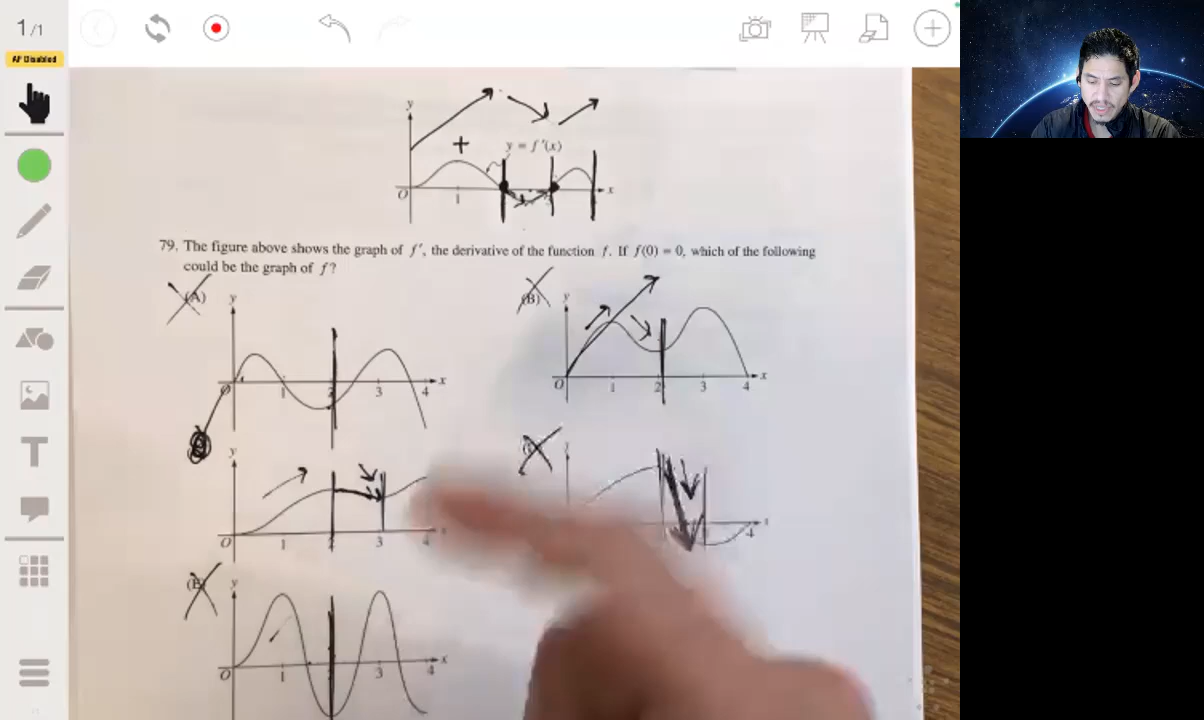 1/1
AF Disabled
y
+
y = f'(x)
O
1
x
79. The figure above shows the graph of f', the derivative of the function f. If f(0) = 0, which of the following
could be the graph of f?
(A)
y
1
3
4
x
(B)
y
O
1
2
3
4
x
y
O
1
3
4
4
(E)
y
O
1
3
4
x
T